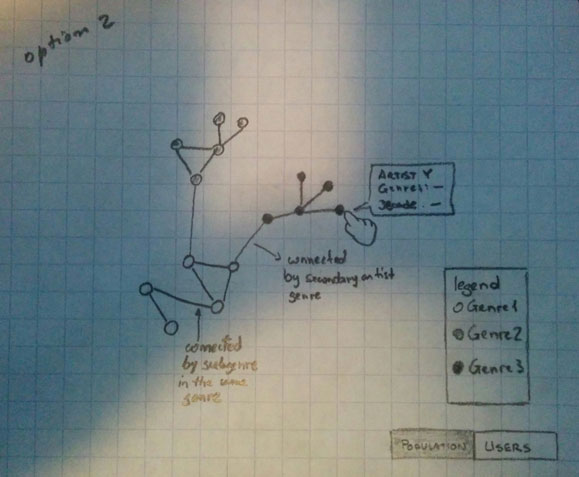 option 2
ARTIST Y
Genre1: —
Decade: —
connected
by secondary artist
genre
connected
by subgenre
in the same
genre
legend
Genre1
Genre2
Genre3
POPULATION
USERS